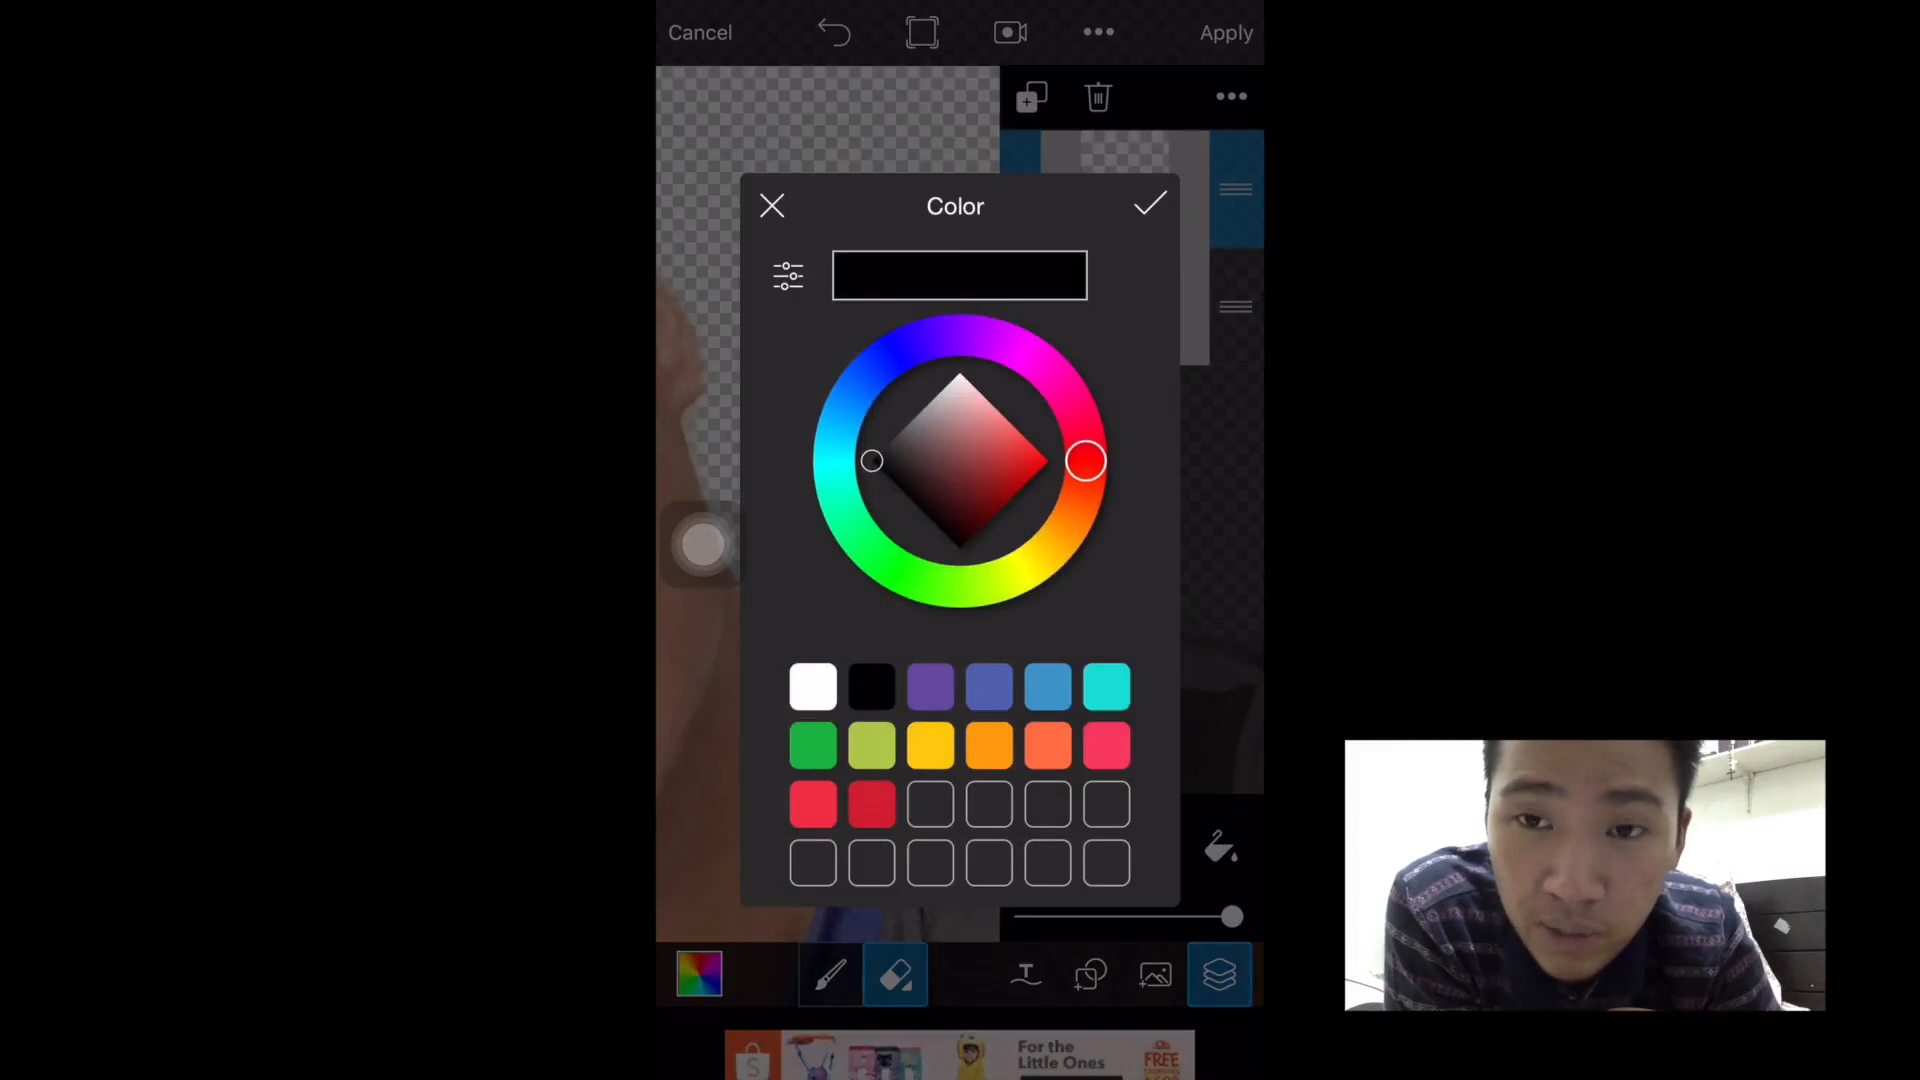 Cancel
Apply
Color
T
S
For the
Little Ones
FREE